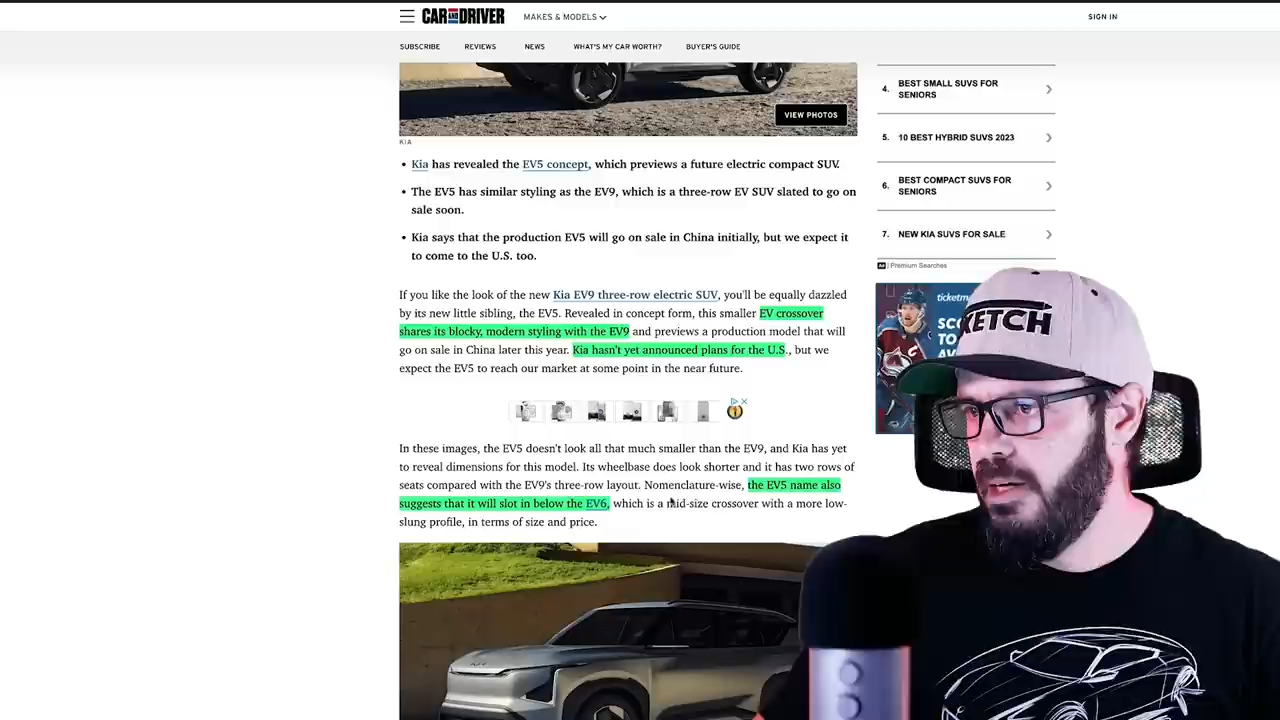 CAR AND DRIVER
MAKES & MODELS
SIGN IN
SUBSCRIBE
REVIEWS
NEWS
WHAT'S MY CAR WORTH?
BUYER'S GUIDE
VIEW PHOTOS
KIA
• Kia has revealed the EV5 concept, which previews a future electric compact SUV.
• The EV5 has similar styling as the EV9, which is a three-row EV SUV slated to go on
sale soon.
• Kia says that the production EV5 will go on sale in China initially, but we expect it
to come to the U.S. too.
If you like the look of the new Kia EV9 three-row electric SUV, you'll be equally dazzled
by its new little sibling, the EV5. Revealed in concept form, this smaller EV crossover
shares its blocky, modern styling with the EV9 and previews a production model that will
go on sale in China later this year. Kia hasn't yet announced plans for the U.S., but we
expect the EV5 to reach our market at some point in the near future.
In these images, the EV5 doesn't look all that much smaller than the EV9, and Kia has yet
to reveal dimensions for this model. Its wheelbase does look shorter and it has two rows of
seats compared with the EV9's three-row layout. Nomenclature-wise, the EV5 name also
suggests that it will slot in below the EV6, which is a mid-size crossover with a more low-
slung profile, in terms of size and price.
4. BEST SMALL SUVS FOR
SENIORS
5. 10 BEST HYBRID SUVS 2023
6. BEST COMPACT SUVS FOR
SENIORS
7. NEW KIA SUVS FOR SALE
Ad | Premium Searches
ticketm
SC
TO
AV
KETCH